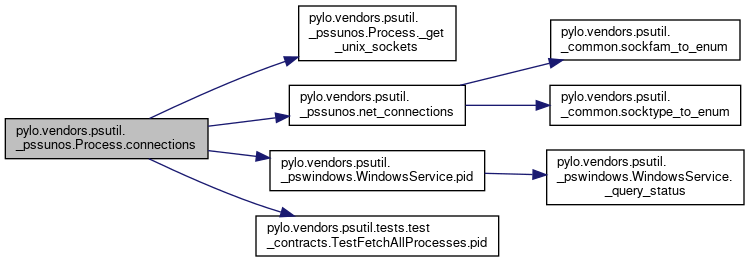 pylo.vendors.psutil.
_pssunos.Process.connections
pylo.vendors.psutil.
_pssunos.Process._get
_unix_sockets
pylo.vendors.psutil.
_pssunos.net_connections
pylo.vendors.psutil.
_common.sockfam_to_enum
pylo.vendors.psutil.
_common.socktype_to_enum
pylo.vendors.psutil.
_pswindows.WindowsService.pid
pylo.vendors.psutil.
_pswindows.WindowsService.
_query_status
pylo.vendors.psutil.tests.test
_contracts.TestFetchAllProcesses.pid